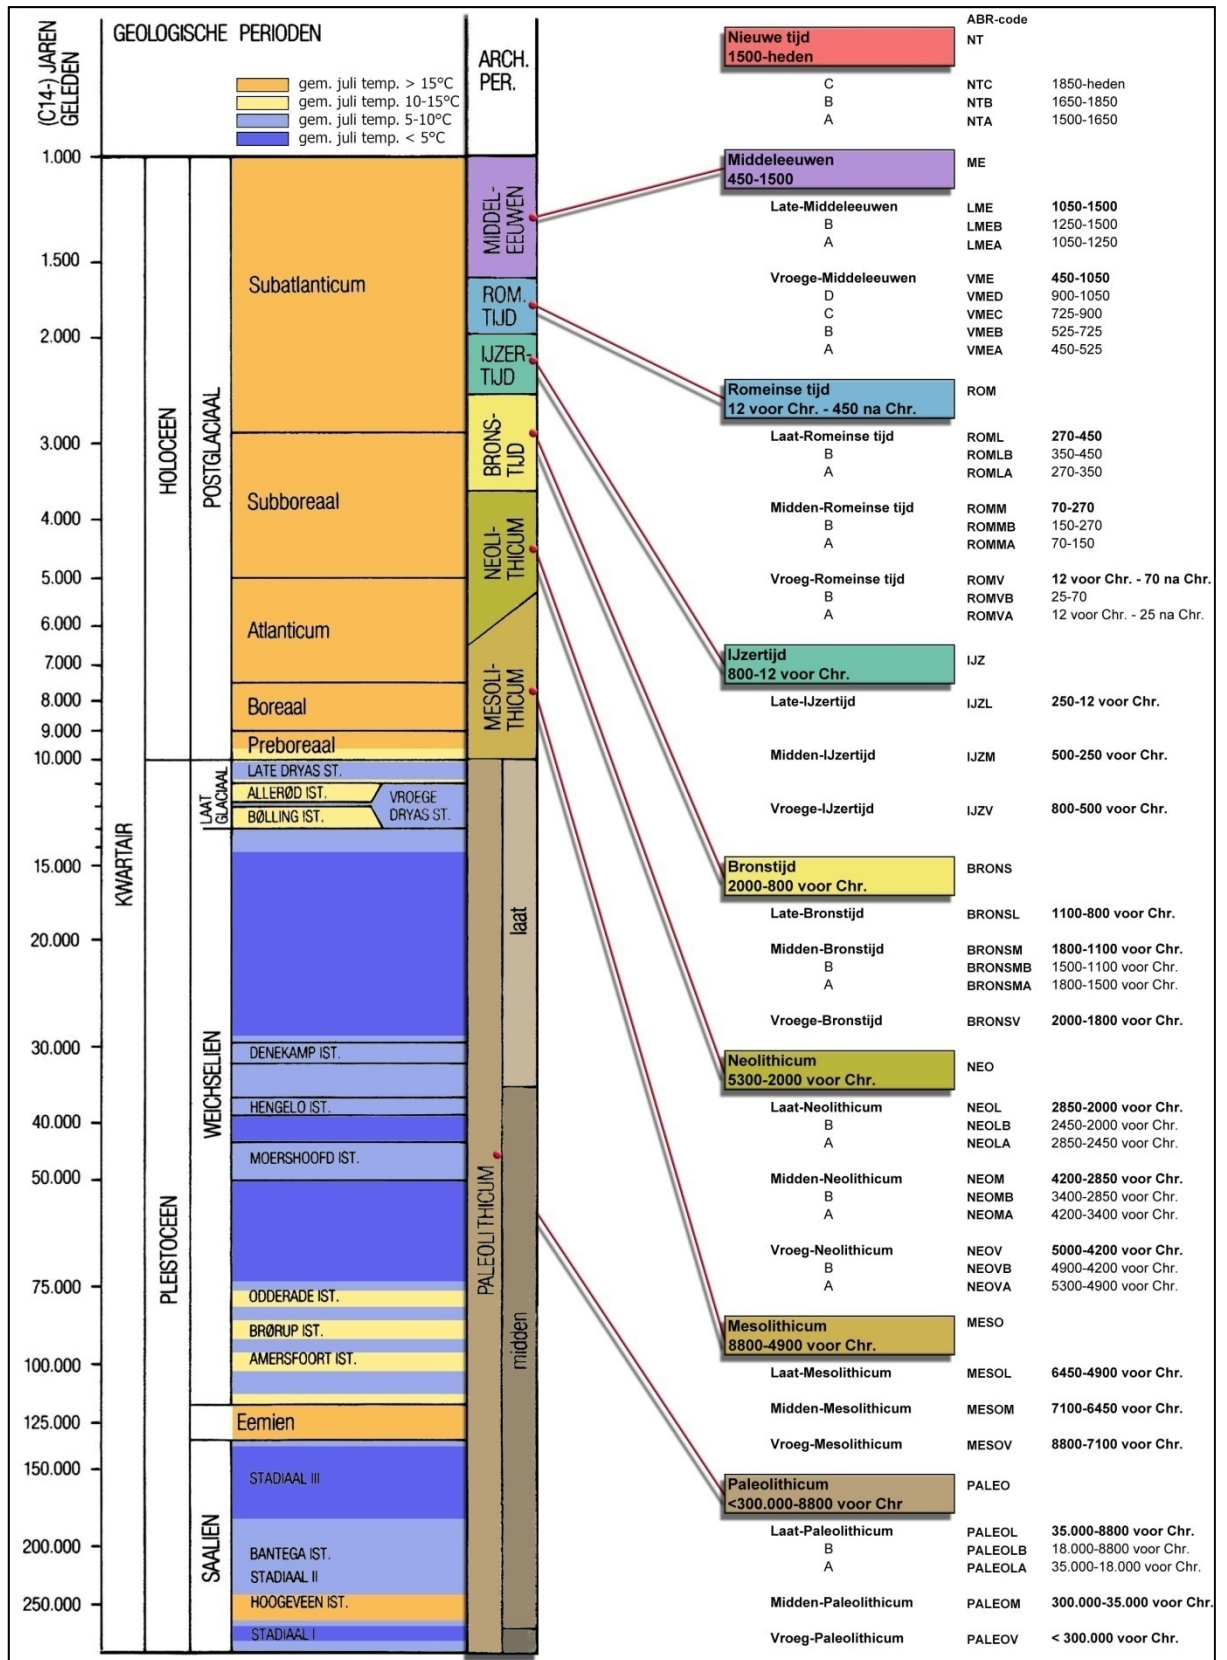 (C14-) JAREN
GELEDEN
GEOLOGISCHE PERIODEN
gem. juli temp. > 15°C
gem. juli temp. 10-15°C
gem. juli temp. 5-10°C
gem. juli temp. < 5°C
ARCH.
PER.
1.000
1.500
2.000
3.000
4.000
5.000
6.000
7.000
8.000
9.000
10.000
15.000
20.000
30.000
40.000
50.000
75.000
100.000
125.000
150.000
200.000
250.000
KWARTAIR
HOLOCEEN
PLEISTOCEEN
POSTGLACIAAL
LAAT
GLACIAAL
WEICHSELIEN
SAALIEN
Subatlanticum
Subboreaal
Atlanticum
Boreaal
Preboreaal
LATE DRYAS ST.
ALLERØD IST.
VROEGE
DRYAS ST.
BØLLING IST.
DENEKAMP IST.
HENGELO IST.
MOERSHOOFD IST.
ODDERADE IST.
BRØRUP IST.
AMERSFOORT IST.
Eemien
STADIAAL III
BANTEGA IST.
STADIAAL II
HOOGEVEEN IST.
STADIAAL I
MIDDEL-
EEUWEN
ROM.
TIJD
IJZER-
TIJD
BRONS-
TIJD
NEOLI-
THICUM
MESOLI-
THICUM
PALEOLITHICUM
laat
midden
ABR-code
Nieuwe tijd NT
1500-heden
C NTC 1850-heden
B NTB 1650-1850
A NTA 1500-1650
Middeleeuwen ME
450-1500
Late-Middeleeuwen LME 1050-1500
B LMEB 1250-1500
A LMEA 1050-1250
Vroege-Middeleeuwen VME 450-1050
D VMED 900-1050
C VMEC 725-900
B VMEB 525-725
A VMEA 450-525
Romeinse tijd ROM
12 voor Chr. - 450 na Chr.
Laat-Romeinse tijd ROML 270-450
B ROMLB 350-450
A ROMLA 270-350
Midden-Romeinse tijd ROMM 70-270
B ROMMB 150-270
A ROMMA 70-150
Vroeg-Romeinse tijd ROMV 12 voor Chr. - 70 na Chr.
B ROMVB 25-70
A ROMVA 12 voor Chr. - 25 na Chr.
IJzertijd IJZ
800-12 voor Chr.
Late-IJzertijd IJZL 250-12 voor Chr.
Midden-IJzertijd IJZM 500-250 voor Chr.
Vroege-IJzertijd IJZV 800-500 voor Chr.
Bronstijd BRONS
2000-800 voor Chr.
Late-Bronstijd BRONSL 1100-800 voor Chr.
Midden-Bronstijd BRONSM 1800-1100 voor Chr.
B BRONSMB 1500-1100 voor Chr.
A BRONSMA 1800-1500 voor Chr.
Vroege-Bronstijd BRONSV 2000-1800 voor Chr.
Neolithicum NEO
5300-2000 voor Chr.
Laat-Neolithicum NEOL 2850-2000 voor Chr.
B NEOLB 2450-2000 voor Chr.
A NEOLA 2850-2450 voor Chr.
Midden-Neolithicum NEOM 4200-2850 voor Chr.
B NEOMB 3400-2850 voor Chr.
A NEOMA 4200-3400 voor Chr.
Vroeg-Neolithicum NEOV 5000-4200 voor Chr.
B NEOVB 4900-4200 voor Chr.
A NEOVA 5300-4900 voor Chr.
Mesolithicum MESO
8800-4900 voor Chr.
Laat-Mesolithicum MESOL 6450-4900 voor Chr.
Midden-Mesolithicum MESOM 7100-6450 voor Chr.
Vroeg-Mesolithicum MESOV 8800-7100 voor Chr.
Paleolithicum PALEO
<300.000-8800 voor Chr
Laat-Paleolithicum PALEOL 35.000-8800 voor Chr.
B PALEOLB 18.000-8800 voor Chr.
A PALEOLA 35.000-18.000 voor Chr.
Midden-Paleolithicum PALEOM 300.000-35.000 voor Chr.
Vroeg-Paleolithicum PALEOV < 300.000 voor Chr.